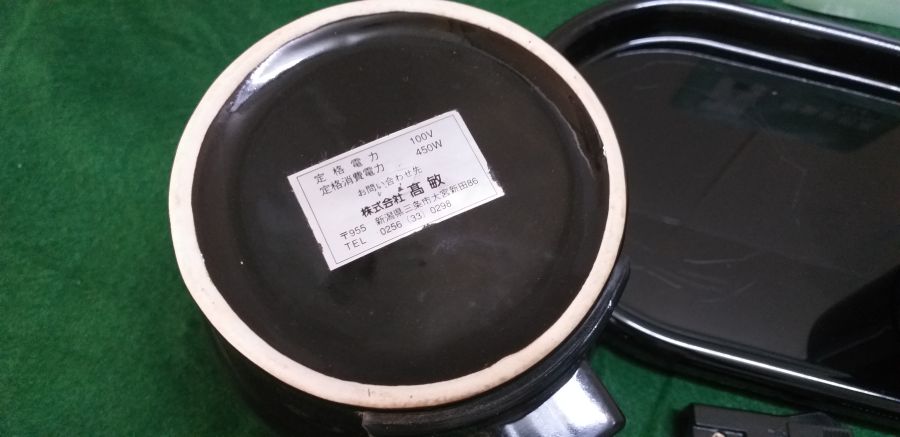 定格電力 100V
定格消費電力 450W
お問い合わせ先
株式会社 髙敏
〒955 新潟県三条市大宮新田86
TEL 0256 (33) 0298